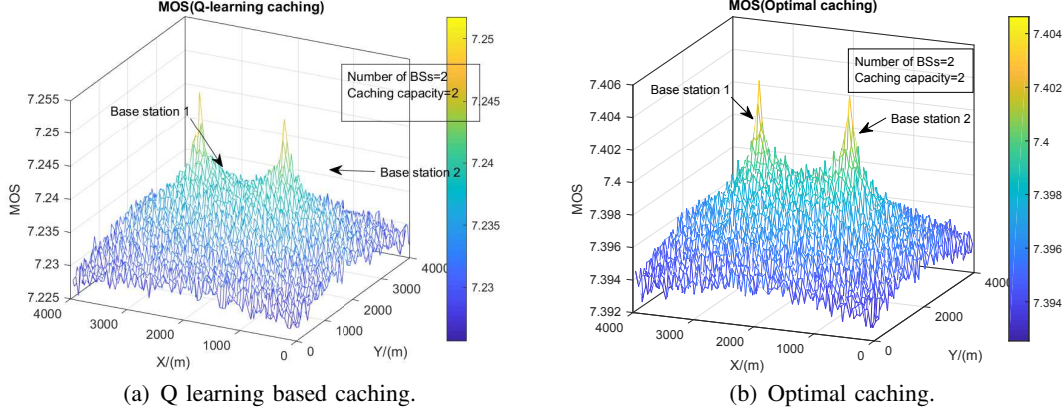 MOS(Q-learning caching)
Number of BSs=2
Caching capacity=2
Base station 1
Base station 2
MOS
7.255
7.25
7.245
7.24
7.235
7.23
7.225
4000
3000
2000
1000
0
X/(m)
0
1000
2000
3000
4000
Y/(m)
7.25
7.245
7.24
7.235
7.23
(a) Q learning based caching.
MOS(Optimal caching)
Number of BSs=2
Caching capacity=2
Base station 1
Base station 2
MOS
7.406
7.404
7.402
7.4
7.398
7.396
7.394
7.392
4000
3000
2000
1000
0
X/(m)
0
2000
400
Y/(m)
7.404
7.402
7.4
7.398
7.396
7.394
(b) Optimal caching.